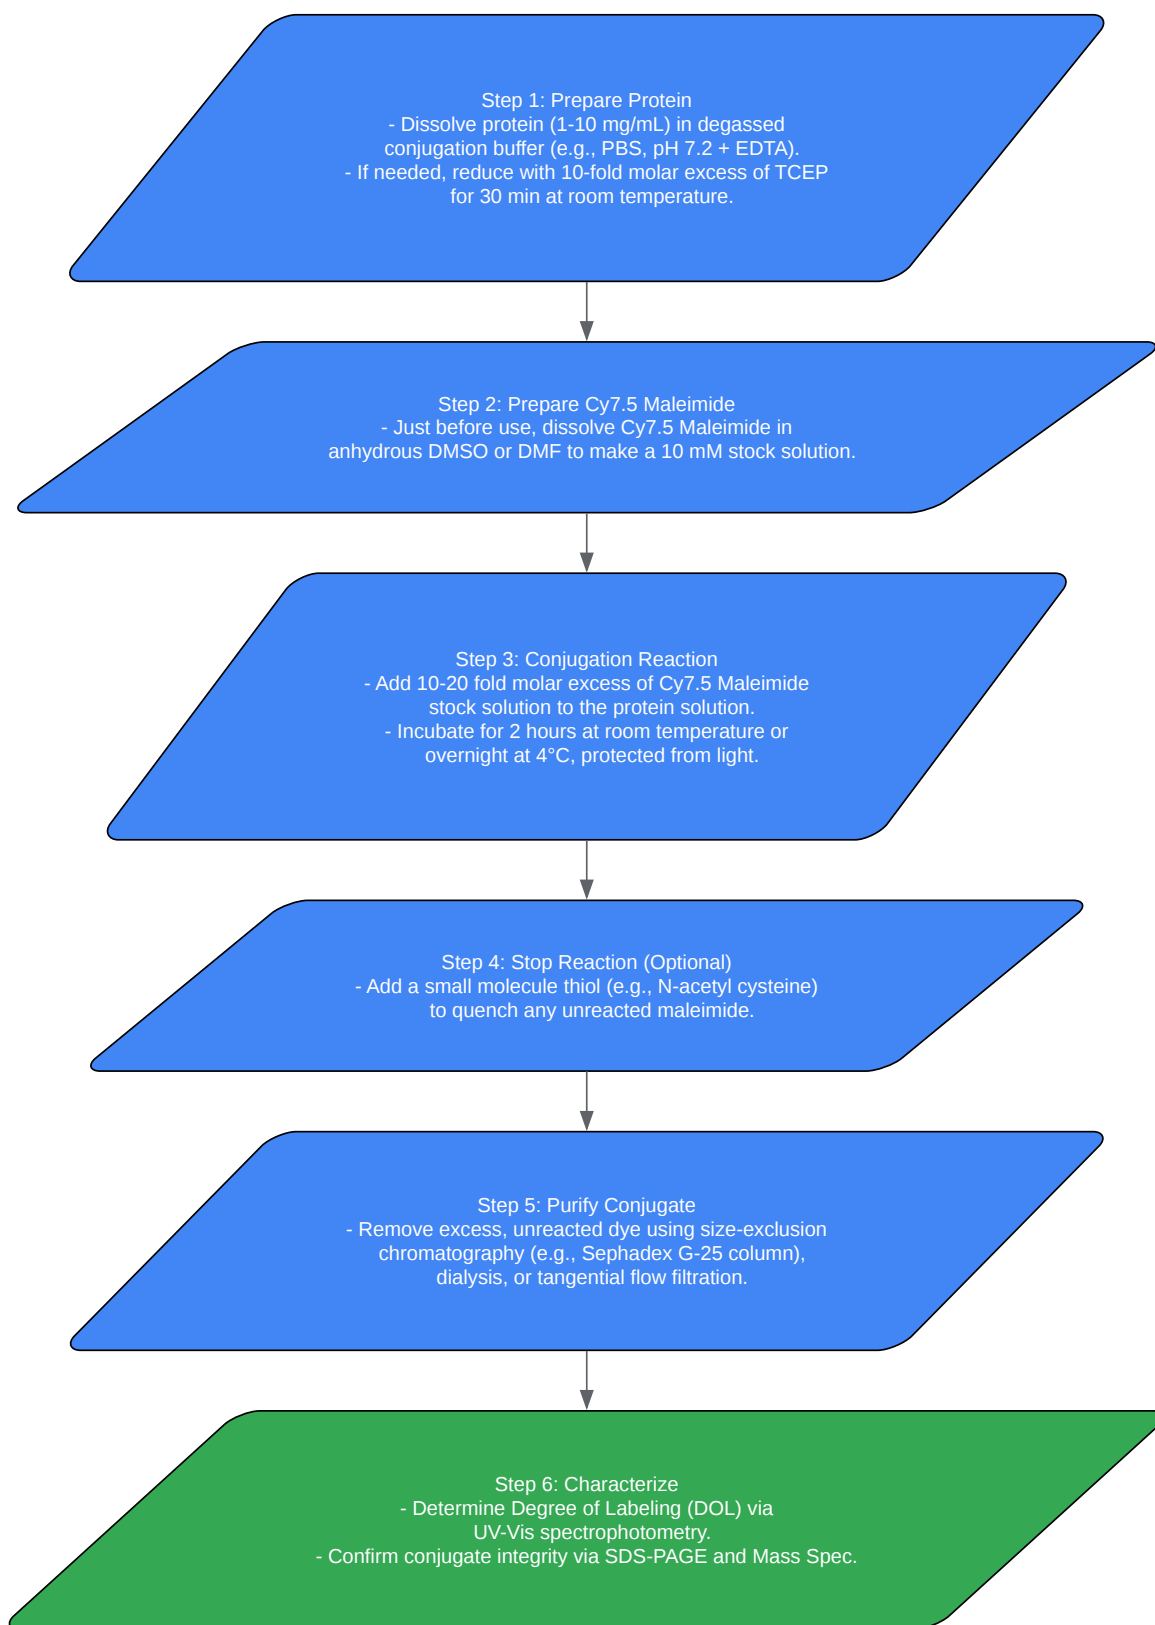 Step 1: Prepare Protein
- Dissolve protein (1-10 mg/mL) in degassed
conjugation buffer (e.g., PBS, pH 7.2 + EDTA).
- If needed, reduce with 10-fold molar excess of TCEP
for 30 min at room temperature.
Step 2: Prepare Cy7.5 Maleimide
- Just before use, dissolve Cy7.5 Maleimide in
anhydrous DMSO or DMF to make a 10 mM stock solution.
Step 3: Conjugation Reaction
- Add 10-20 fold molar excess of Cy7.5 Maleimide
stock solution to the protein solution.
- Incubate for 2 hours at room temperature or
overnight at 4°C, protected from light.
Step 4: Stop Reaction (Optional)
- Add a small molecule thiol (e.g., N-acetyl cysteine)
to quench any unreacted maleimide.
Step 5: Purify Conjugate
- Remove excess, unreacted dye using size-exclusion
chromatography (e.g., Sephadex G-25 column),
dialysis, or tangential flow filtration.
Step 6: Characterize
- Determine Degree of Labeling (DOL) via
UV-Vis spectrophotometry.
- Confirm conjugate integrity via SDS-PAGE and Mass Spec.